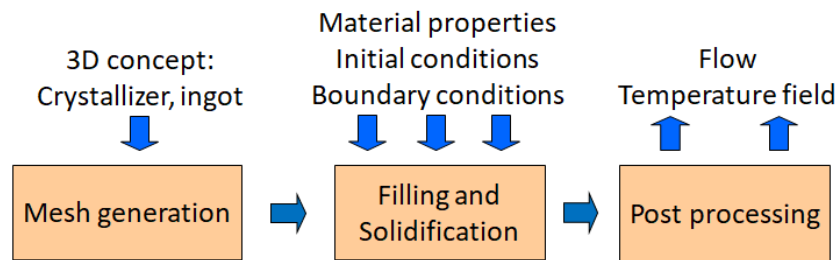 3D concept:
Crystallizer, ingot
Material properties
Initial conditions
Boundary conditions
Flow
Temperature field
Mesh generation
Filling and
Solidification
Post processing